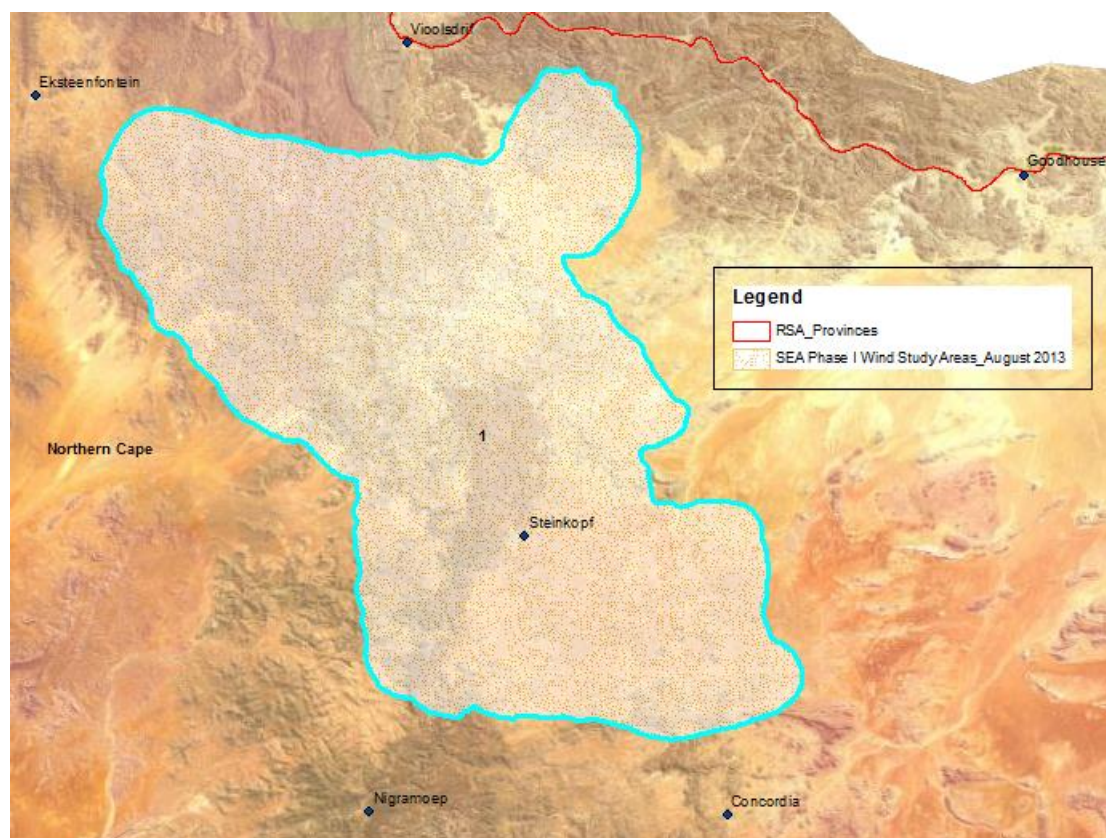 Vioolsdrif
Eksteenfontein
Goodhouse
Legend
RSA_Provinces
SEA Phase I Wind Study Areas_August 2013
1
Northern Cape
Steinkopf
Nigramoep
Concordia